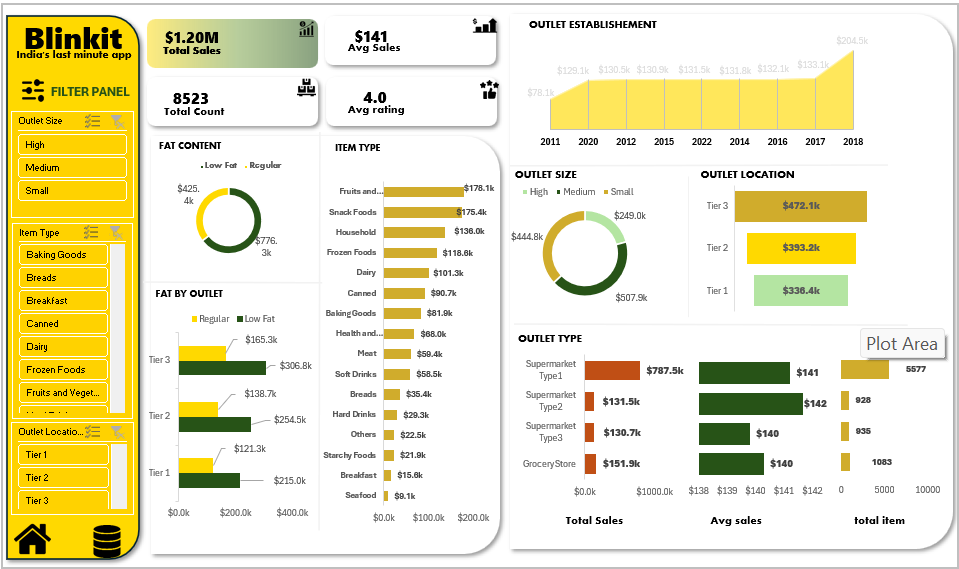 Blinkit
India's last minute app
FILTER PANEL
Outlet Size
High
Medium
Small
Item Type
Baking Goods
Breads
Breakfast
Canned
Dairy
Frozen Foods
Fruits and Veget...
Outlet Locatio...
Tier 1
Tier 2
Tier 3
$1.20M
Total Sales
$141
Avg Sales
8523
Total Count
4.0
Avg rating
FAT CONTENT
Low Fat
Regular
$425.
4k
$776.
3k
FAT BY OUTLET
Regular
Low Fat
Tier 3
$165.3k
$306.8k
Tier 2
$138.7k
$254.5k
Tier 1
$121.3k
$215.0k
$0.0k
$200.0k
$400.0k
ITEM TYPE
Fruits and...
$178.1k
Snack Foods
$175.4k
Household
$136.0k
Frozen Foods
$118.6k
Dairy
$101.3k
Canned
$90.7k
Baking Goods
$81.9k
Health and...
$68.0k
Meat
$59.4k
Soft Drinks
$58.5k
Breads
$35.4k
Hard Drinks
$29.3k
Others
$22.5k
Starchy Foods
$21.9k
Breakfast
$15.6k
Seafood
$9.1k
$0.0k
$100.0k
$200.0k
OUTLET ESTABLISHEMENT
$78.1k
$129.1k
$130.5k
$130.9k
$131.5k
$131.8k
$132.1k
$133.1k
$204.5k
2011
2020
2012
2015
2022
2014
2016
2017
2018
OUTLET SIZE
High
Medium
Small
$249.0k
$444.8k
$507.9k
OUTLET LOCATION
Tier 3
$472.1k
Tier 2
$393.2k
Tier 1
$336.4k
OUTLET TYPE
Plot Area
Supermarket
Type1
$787.5k
$141
5577
Supermarket
Type2
$131.5k
$142
928
Supermarket
Type3
$130.7k
$140
935
Grocery Store
$151.9k
$140
1083
$0.0k
$1000.0k
$138
$139
$140
$141
$142
0
5000
10000
Total Sales
Avg sales
total item